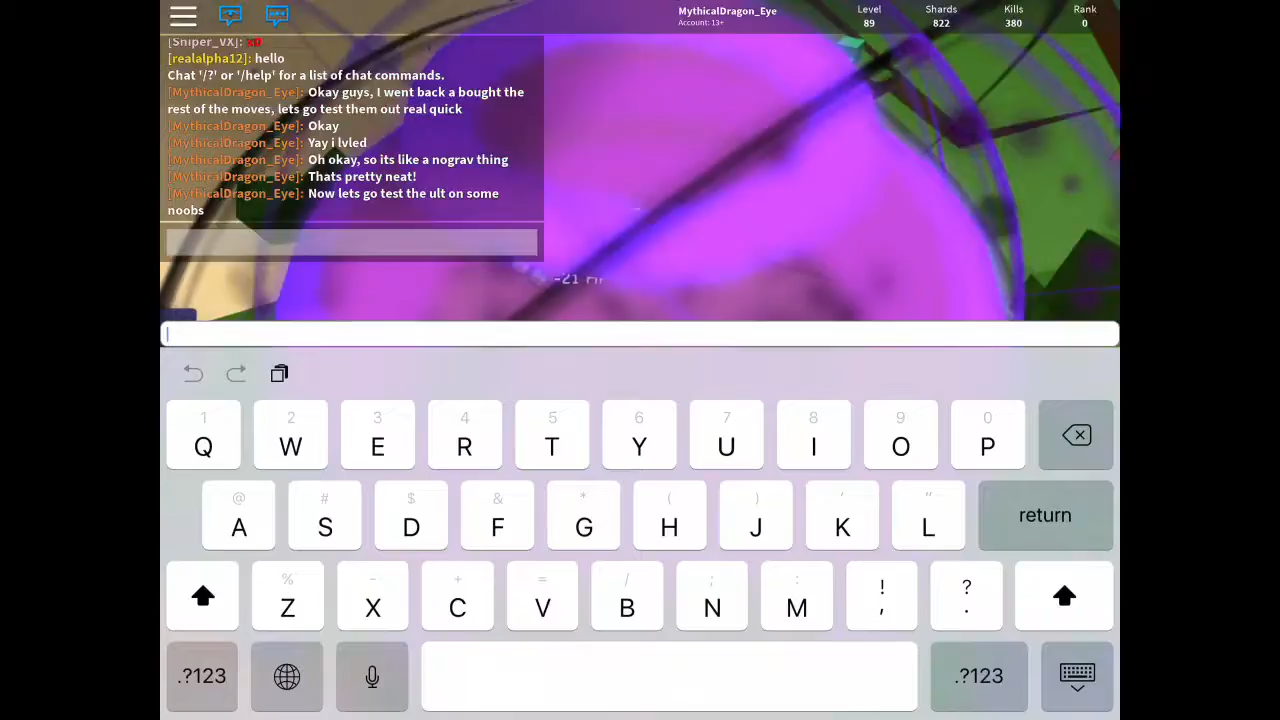 MythicalDragon_Eye
Account: 13+
Level
89
Shards
822
Kills
380
Rank
0
[Sniper_VX]:
[realalpha12]: hello
Chat '/?' or '/help' for a list of chat commands.
[MythicalDragon_Eye]: Okay guys, I went back a bought the
rest of the moves, lets go test them out real quick
[MythicalDragon_Eye]: Okay
[MythicalDragon_Eye]: Yay i lvled
[MythicalDragon_Eye]: Oh okay, so its like a nograv thing
[MythicalDragon_Eye]: Thats pretty neat!
[MythicalDragon_Eye]: Now lets go test the ult on some
noobs
-21
1 2 3 4 5 6 7 8 9 0
Q W E R T Y U I O P
@ # $ & * ( ) ' "
A S D F G H J K L return
% - + = / ; : ! ?
Z X C V B N M , .
.?123 .?123